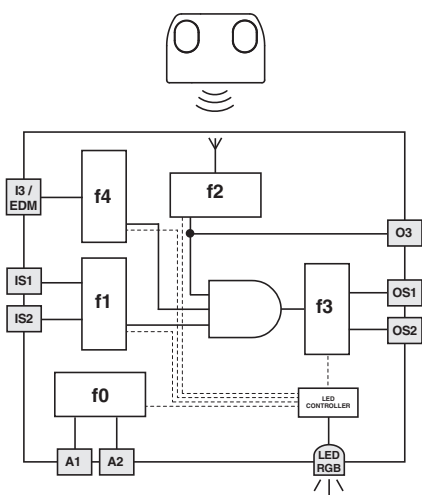 I3 /
EDM
f4
f2
O3
IS1
IS2
f1
f3
OS1
OS2
f0
LED
CONTROLLER
A1
A2
LED
RGB